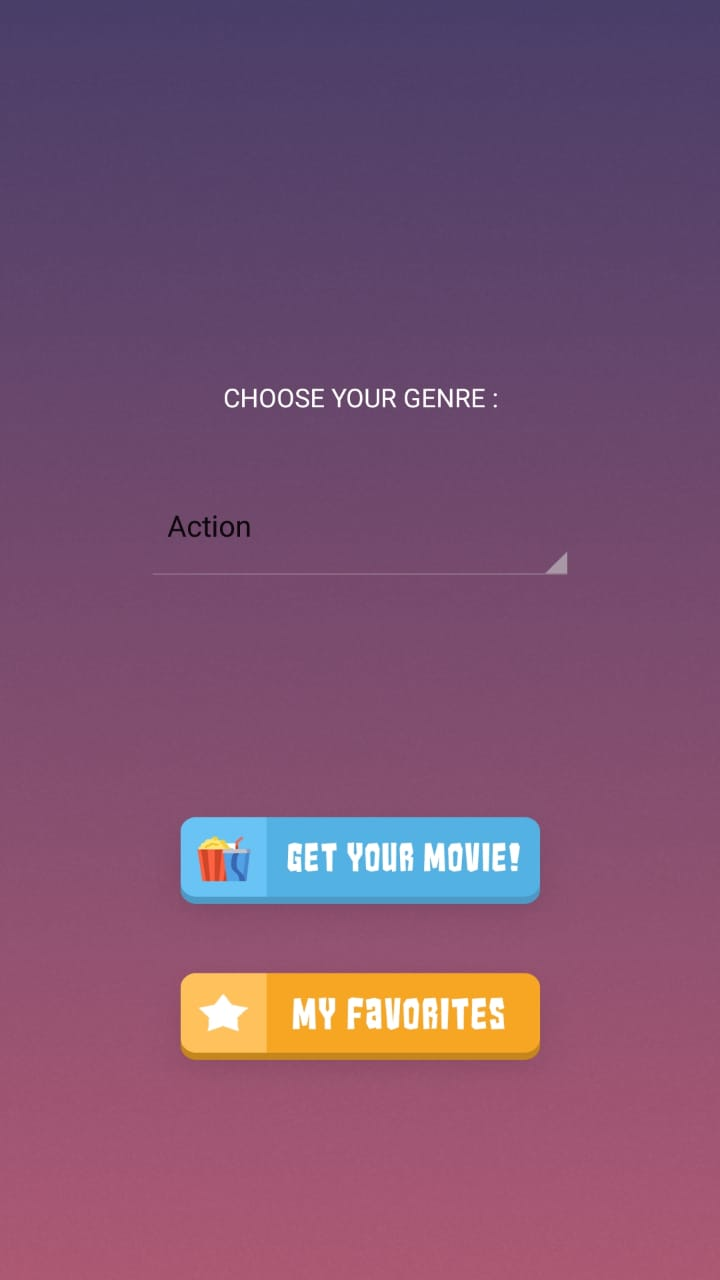 CHOOSE YOUR GENRE :
Action
GET YOUR MOVIE!
MY FaVORITES